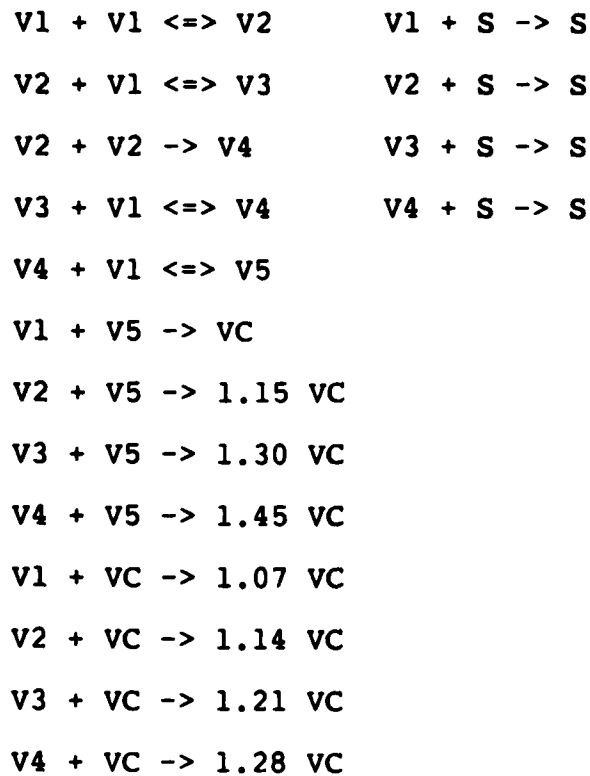 V1 + V1 <=> V2 V1 + S -> S
V2 + V1 <=> V3 V2 + S -> S
V2 + V2 -> V4 V3 + S -> S
V3 + V1 <=> V4 V4 + S -> S
V4 + V1 <=> V5
V1 + V5 -> VC
V2 + V5 -> 1.15 VC
V3 + V5 -> 1.30 VC
V4 + V5 -> 1.45 VC
V1 + VC -> 1.07 VC
V2 + VC -> 1.14 VC
V3 + VC -> 1.21 VC
V4 + VC -> 1.28 VC